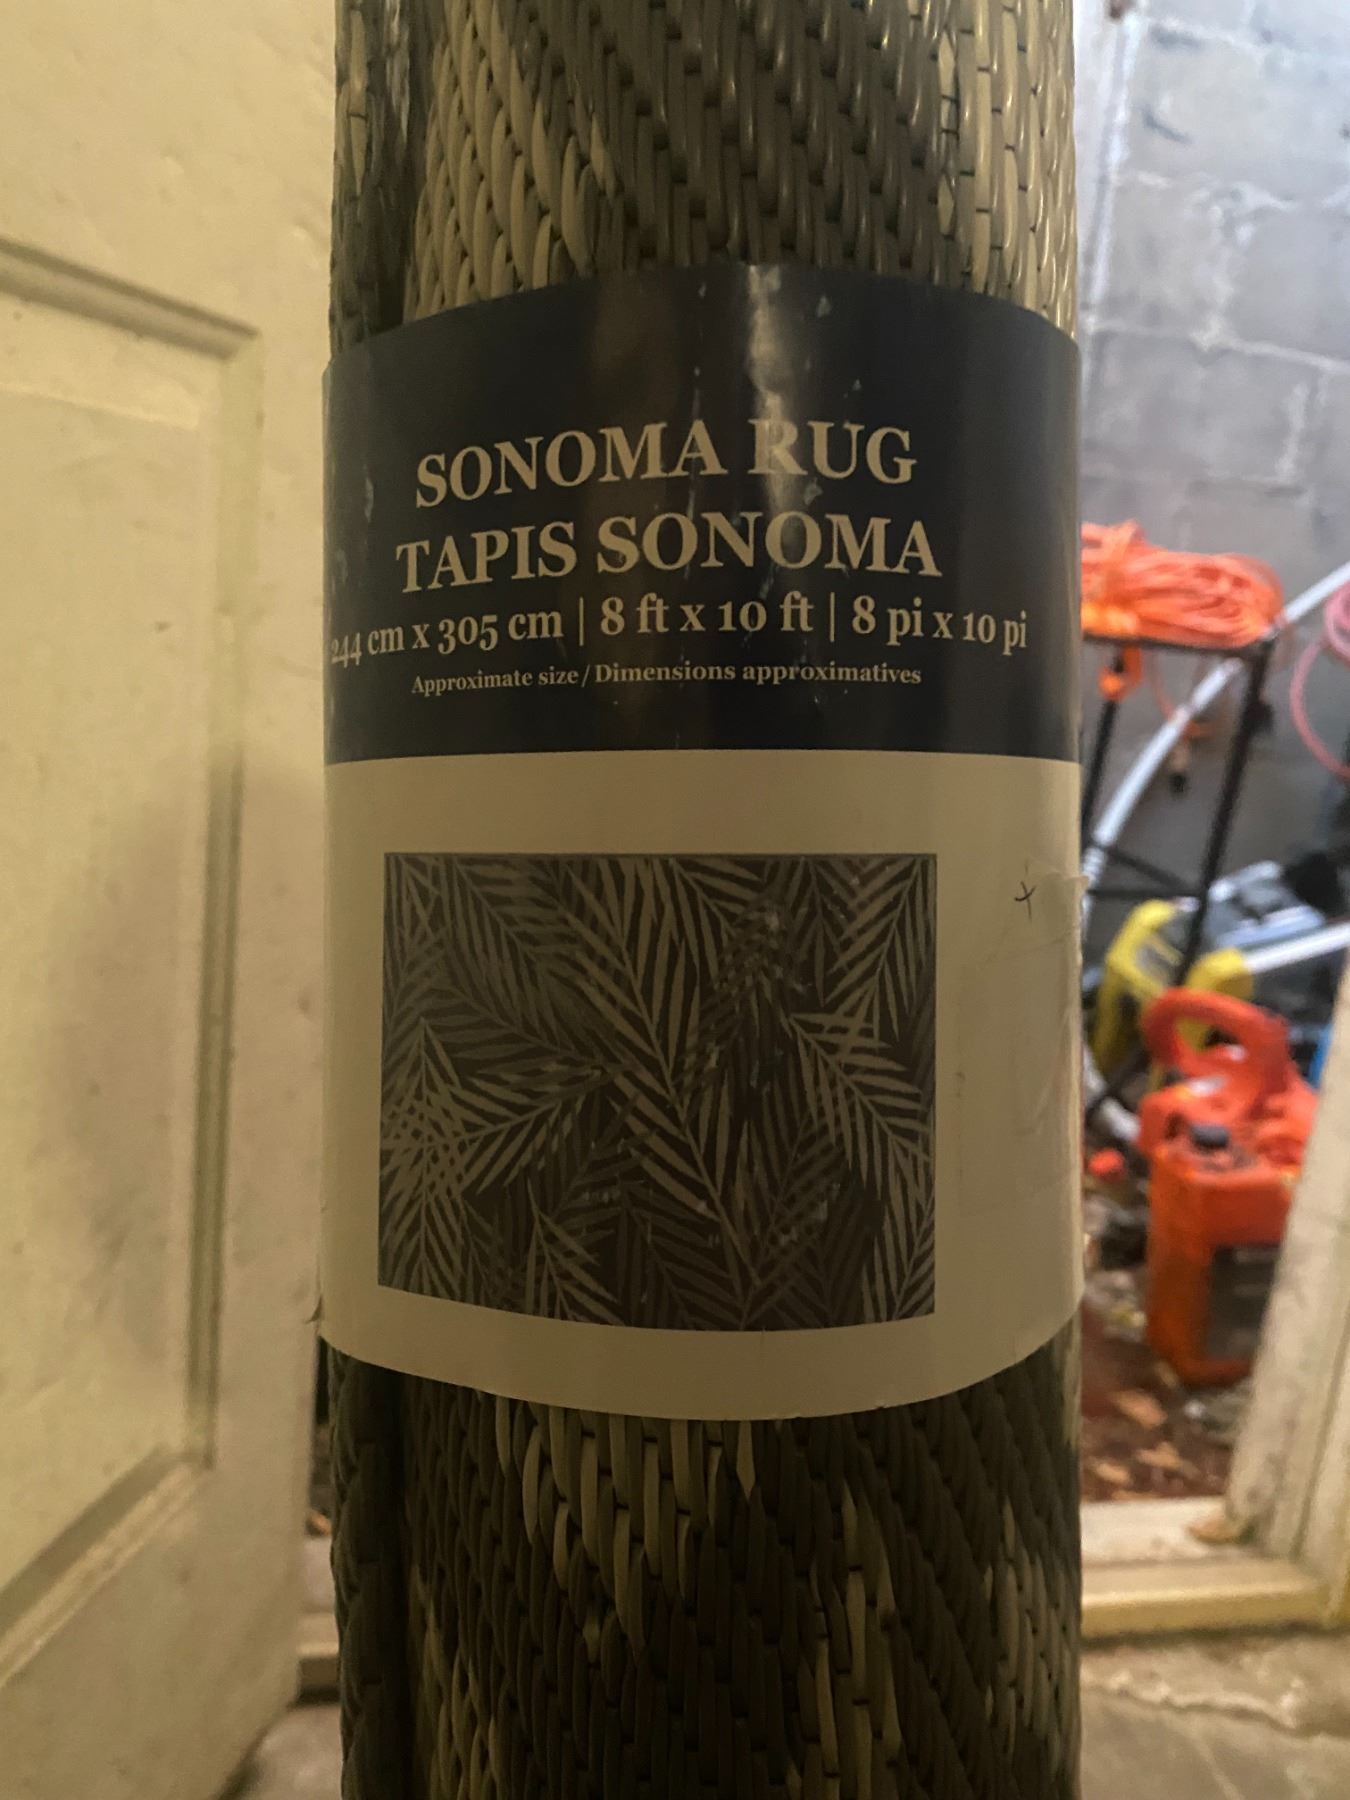 SONOMA RUG
TAPIS SONOMA
244 cm x 305 cm | 8 ft x 10 ft | 8 pi x 10 pi
Approximate size / Dimensions approximatives